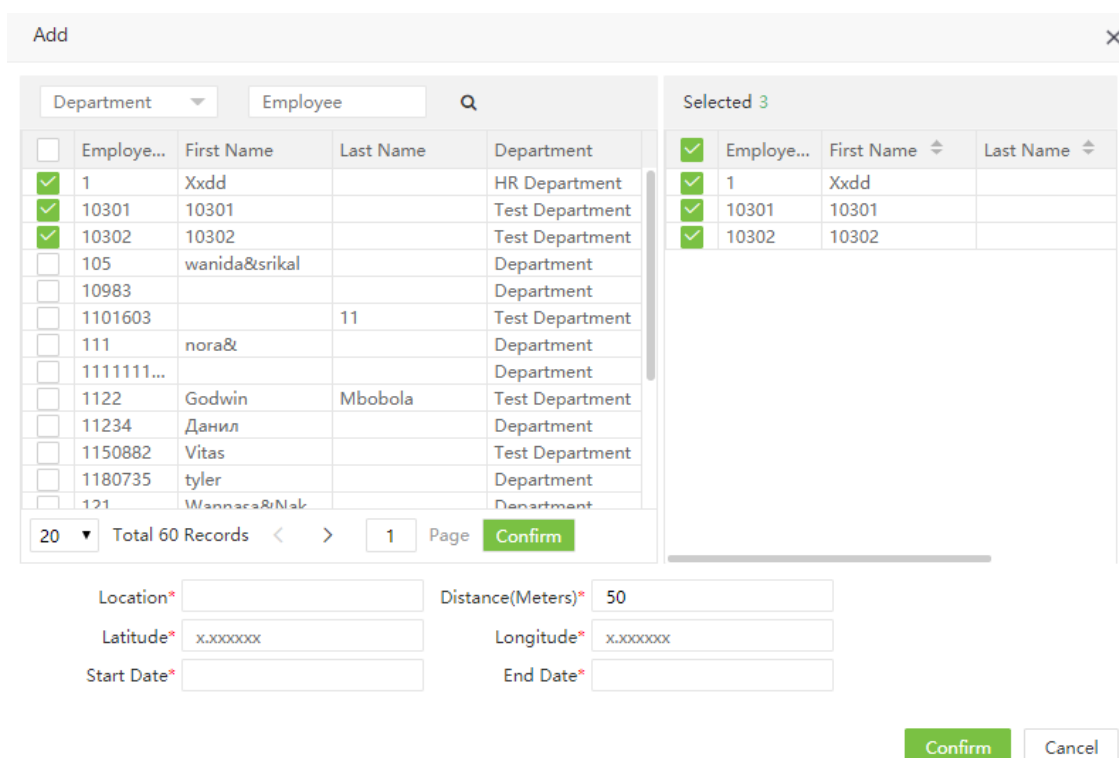 Add
Department Employee
Selected 3
Employe... First Name Last Name Department
Employe... First Name Last Name
1 Xxdd HR Department
1 Xxdd
10301 10301 Test Department
10301 10301
10302 10302 Test Department
10302 10302
105 wanida&srikal Department
10983 Department
1101603 11 Test Department
111 nora& Department
1111111... Department
1122 Godwin Mbobola Test Department
11234 Данил Department
1150882 Vitas Test Department
1180735 tyler Department
121 Wannasa&Nak Department
20 Total 60 Records < > 1 Page Confirm
Location* Distance(Meters)* 50
Latitude* x.xxxxxx Longitude* x.xxxxxx
Start Date* End Date*
Confirm Cancel